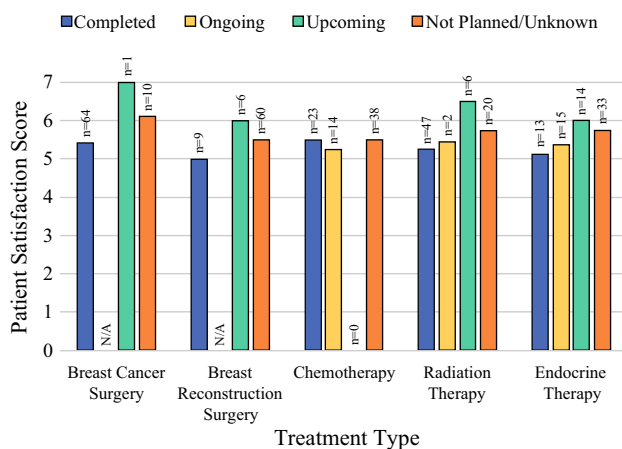 Completed Ongoing Upcoming Not Planned/Unknown
Patient Satisfaction Score
7
6
5
4
3
2
1
0
n=64
N/A
n=1
n=10
n=9
N/A
n=6
n=60
n=23
n=14
n=0
n=38
n=47
n=2
n=6
n=20
n=13
n=15
n=14
n=33
Breast Cancer
Surgery
Breast
Reconstruction
Surgery
Chemotherapy
Radiation
Therapy
Endocrine
Therapy
Treatment Type